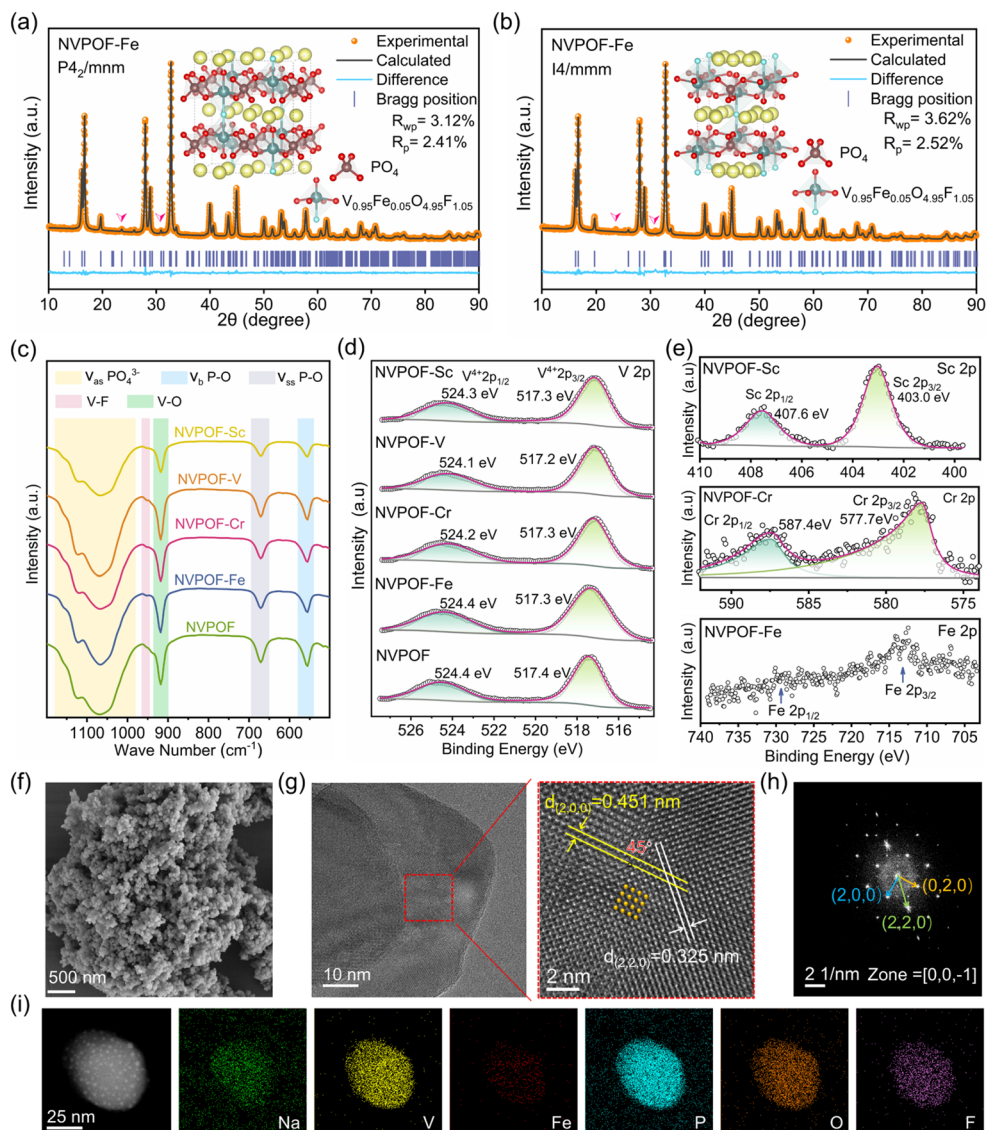 (a)
NVPOF-Fe
P4₂/mnm
Experimental
Calculated
Difference
Bragg position
R_wp= 3.12%
R_p= 2.41%
PO₄
V₀.₉₅Fe₀.₀₅O₄.₉₅F₁.₀₅
Intensity (a.u.)
10 20 30 40 50 60 70 80 90
2θ (degree)
(b)
NVPOF-Fe
I4/mmm
Experimental
Calculated
Difference
Bragg position
R_wp= 3.62%
R_p= 2.52%
PO₄
V₀.₉₅Fe₀.₀₅O₄.₉₅F₁.₀₅
Intensity (a.u.)
10 20 30 40 50 60 70 80 90
2θ (degree)
(c)
V_as PO₄³⁻
V_b P-O
V_ss P-O
V-F
V-O
NVPOF-Sc
NVPOF-V
NVPOF-Cr
NVPOF-Fe
NVPOF
Intensity (a.u.)
1100 1000 900 800 700 600
Wave Number (cm⁻¹)
(d)
NVPOF-Sc
V⁴⁺2p₁/₂
V⁴⁺2p₃/₂
V 2p
524.3 eV
517.3 eV
NVPOF-V
524.1 eV
517.2 eV
NVPOF-Cr
524.2 eV
517.3 eV
NVPOF-Fe
524.4 eV
517.3 eV
NVPOF
524.4 eV
517.4 eV
Intensity (a.u)
526 524 522 520 518 516
Binding Energy (eV)
(e)
NVPOF-Sc
Sc 2p
Sc 2p₁/₂
407.6 eV
Sc 2p₃/₂
403.0 eV
Intensity (a.u)
410 408 406 404 402 400
NVPOF-Cr
Cr 2p
Cr 2p₁/₂
587.4eV
Cr 2p₃/₂
577.7eV
Intensity (a.u)
590 586 582 578 574
NVPOF-Fe
Fe 2p
Fe 2p₁/₂
Fe 2p₃/₂
Intensity (a.u)
740 735 730 725 720 715 710 705
Binding Energy (eV)
(f)
500 nm
(g)
10 nm
d₍₂,₀,₀₎=0.451 nm
45°
d₍₂,₂,₀₎=0.325 nm
2 nm
(h)
(2,0,0)
(0,2,0)
(2,2,0)
2 1/nm
Zone =[0,0,-1]
(i)
25 nm
Na
V
Fe
P
O
F